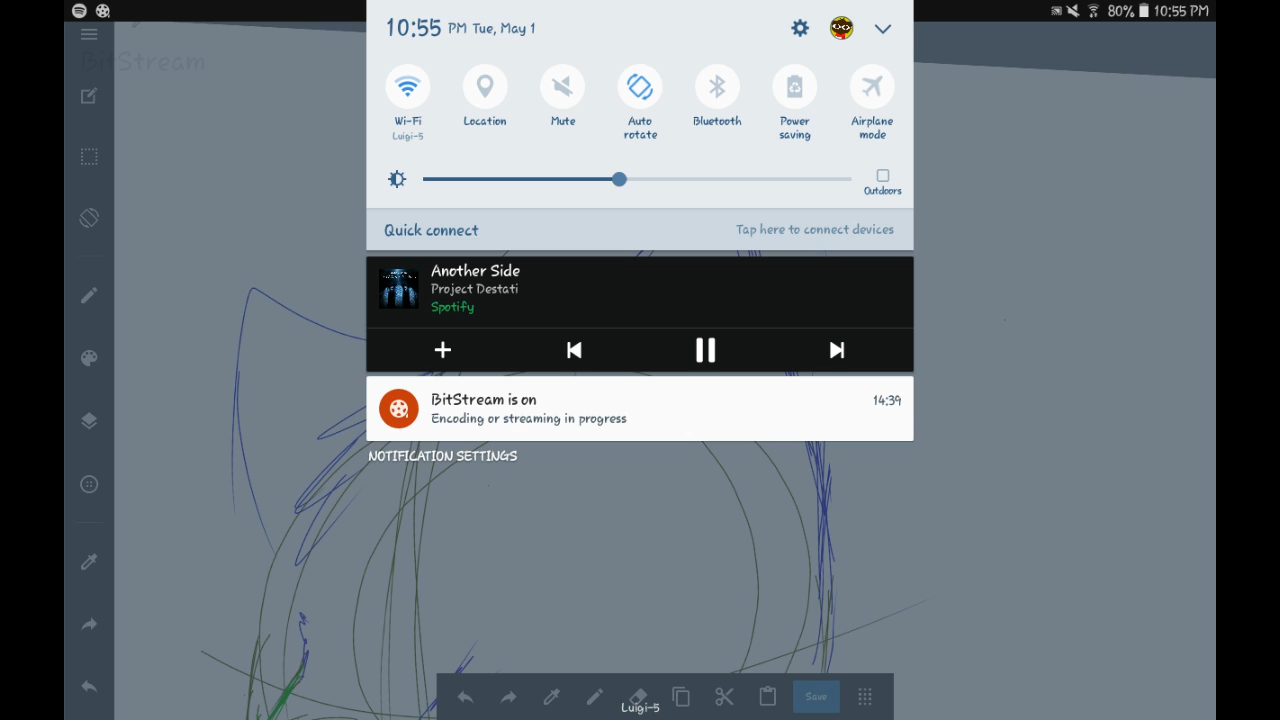 80% 10:55 PM
BitStream
10:55 PM Tue, May 1
Wi-Fi
Luigi-5
Location
Mute
Auto
rotate
Bluetooth
Power
saving
Airplane
mode
Outdoors
Quick connect
Tap here to connect devices
Another Side
Project Destati
Spotify
BitStream is on
14:39
Encoding or streaming in progress
NOTIFICATION SETTINGS
Save
Luigi-5